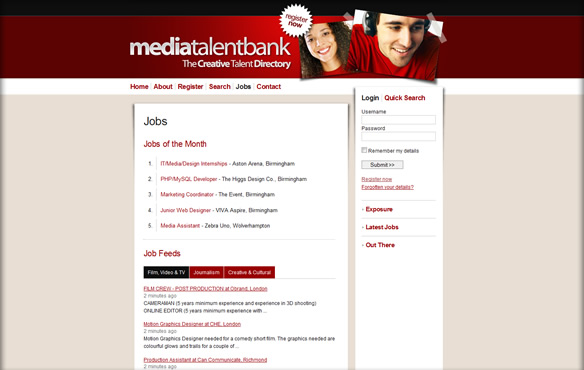 register
now
mediatalentbank
The Creative Talent Directory
Home | About | Register | Search | Jobs | Contact
Jobs
Jobs of the Month
1. IT/Media/Design Internships - Aston Arena, Birmingham
2. PHP/MySQL Developer - The Higgs Design Co., Birmingham
3. Marketing Coordinator - The Event, Birmingham
4. Junior Web Designer - VIVA Aspire, Birmingham
5. Media Assistant - Zebra Uno, Wolverhampton
Job Feeds
Film, Video & TV
Journalism
Creative & Cultural
FILM CREW - POST PRODUCTION at Obrand, London
2 minutes ago
CAMERAMAN (5 years minimum experience and experience in 3D shooting)
ONLINE EDITOR (5 years minimum experience with ...
Motion Graphics Designer at CHE, London
2 minutes ago
Motion Graphics Designer needed for a comedy short film. The graphics needed are
colourful glows and trails for a couple of ...
Production Assistant at Can Communicate, Richmond
2 minutes ago
Login | Quick Search
Username
Password
Remember my details
Submit >>
Register now
Forgotten your details?
Exposure
Latest Jobs
Out There